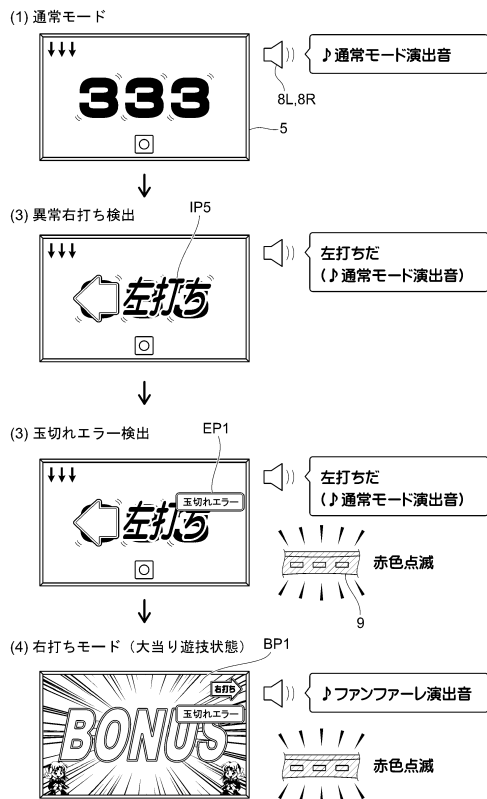 (1) 通常モード
↓↓↓
333
♪通常モード演出音
8L,8R
5
(3) 異常右打ち検出
IP5
↓↓↓
左打ち
左打ちだ
(♪通常モード演出音)
(3) 玉切れエラー検出
EP1
↓↓↓
玉切れエラー
左打ち
左打ちだ
(♪通常モード演出音)
赤色点滅
9
(4) 右打ちモード（大当り遊技状態）
BP1
右打ち
玉切れエラー
BONUS
♪ファンファーレ演出音
赤色点滅